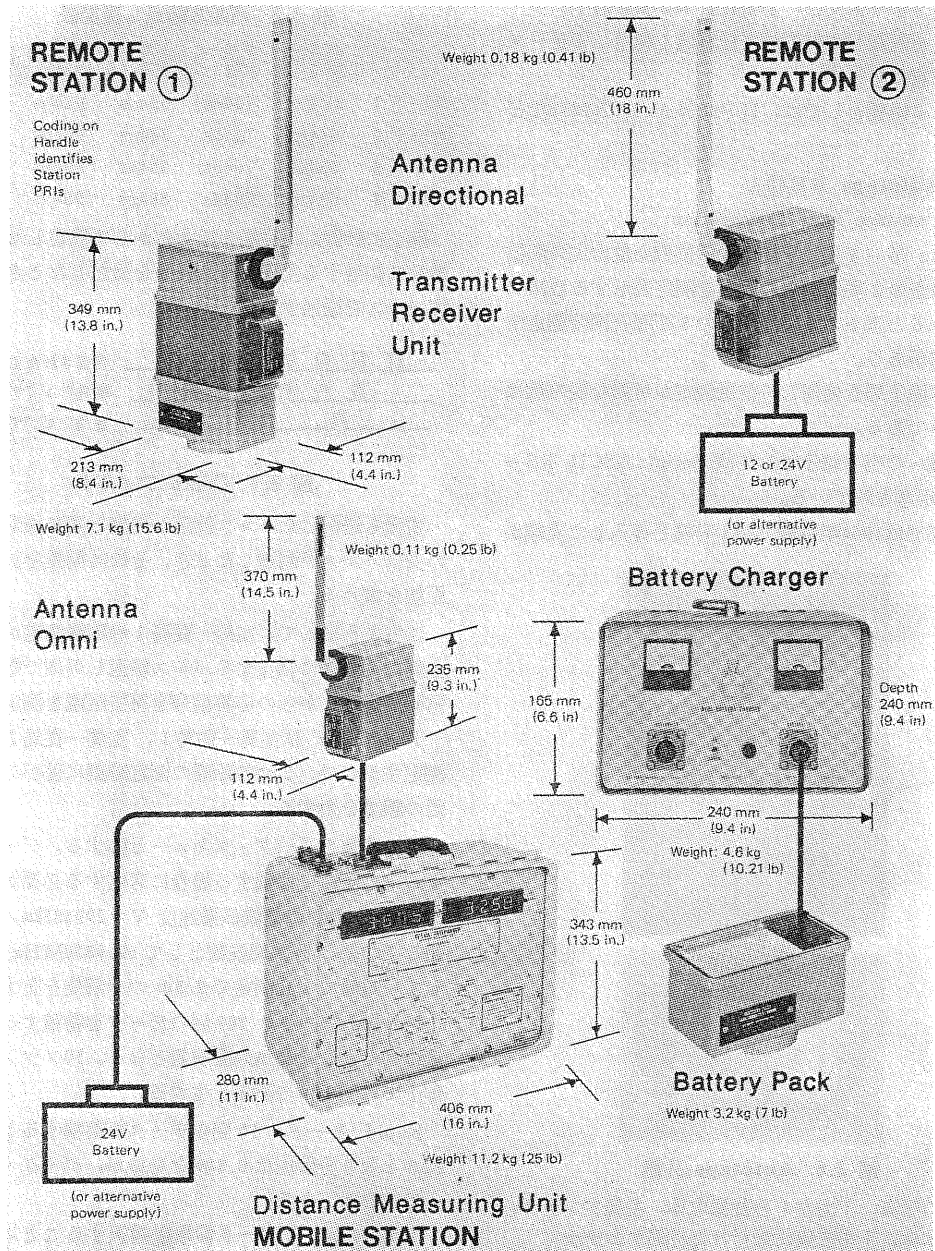 REMOTE
STATION ①
Coding on
Handle
identifies
Station
PRIs
349 mm
(13.8 in.)
213 mm
(8.4 in.)
112 mm
(4.4 in.)
Weight 7.1 kg (15.6 lb)
Weight 0.18 kg (0.41 lb)
460 mm
(18 in.)
REMOTE
STATION ②
Antenna
Directional
Transmitter
Receiver
Unit
12 or 24V
Battery
(or alternative
power supply)
Antenna
Omni
370 mm
(14.5 in.)
Weight 0.11 kg (0.25 lb)
235 mm
(9.3 in.)
112 mm
(4.4 in.)
Battery Charger
165 mm
(6.6 in)
Depth
240 mm
(9.4 in)
240 mm
(9.4 in)
Weight: 4.6 kg
(10.21 lb)
343 mm
(13.5 in.)
280 mm
(11 in.)
406 mm
(16 in.)
Weight 11.2 kg (25 lb)
24V
Battery
(or alternative
power supply)
Battery Pack
Weight 3.2 kg (7 lb)
Distance Measuring Unit
MOBILE STATION